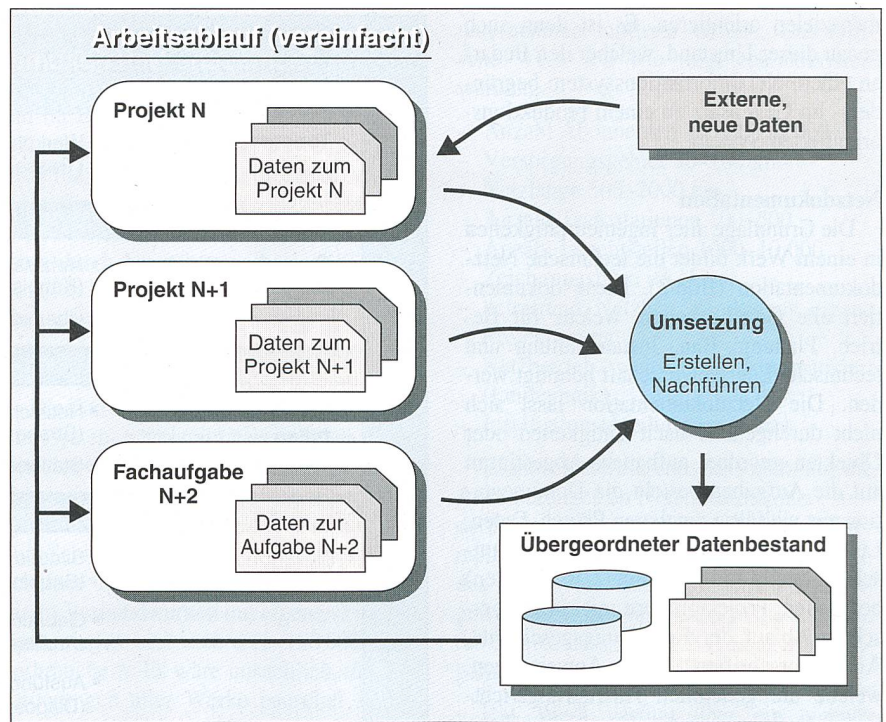 Arbeitsablauf (vereinfacht)
Projekt N
Daten zum
Projekt N
Externe,
neue Daten
Projekt N+1
Daten zum
Projekt N+1
Umsetzung
Erstellen,
Nachführen
Fachaufgabe
N+2
Daten zur
Aufgabe N+2
Übergeordneter Datenbestand